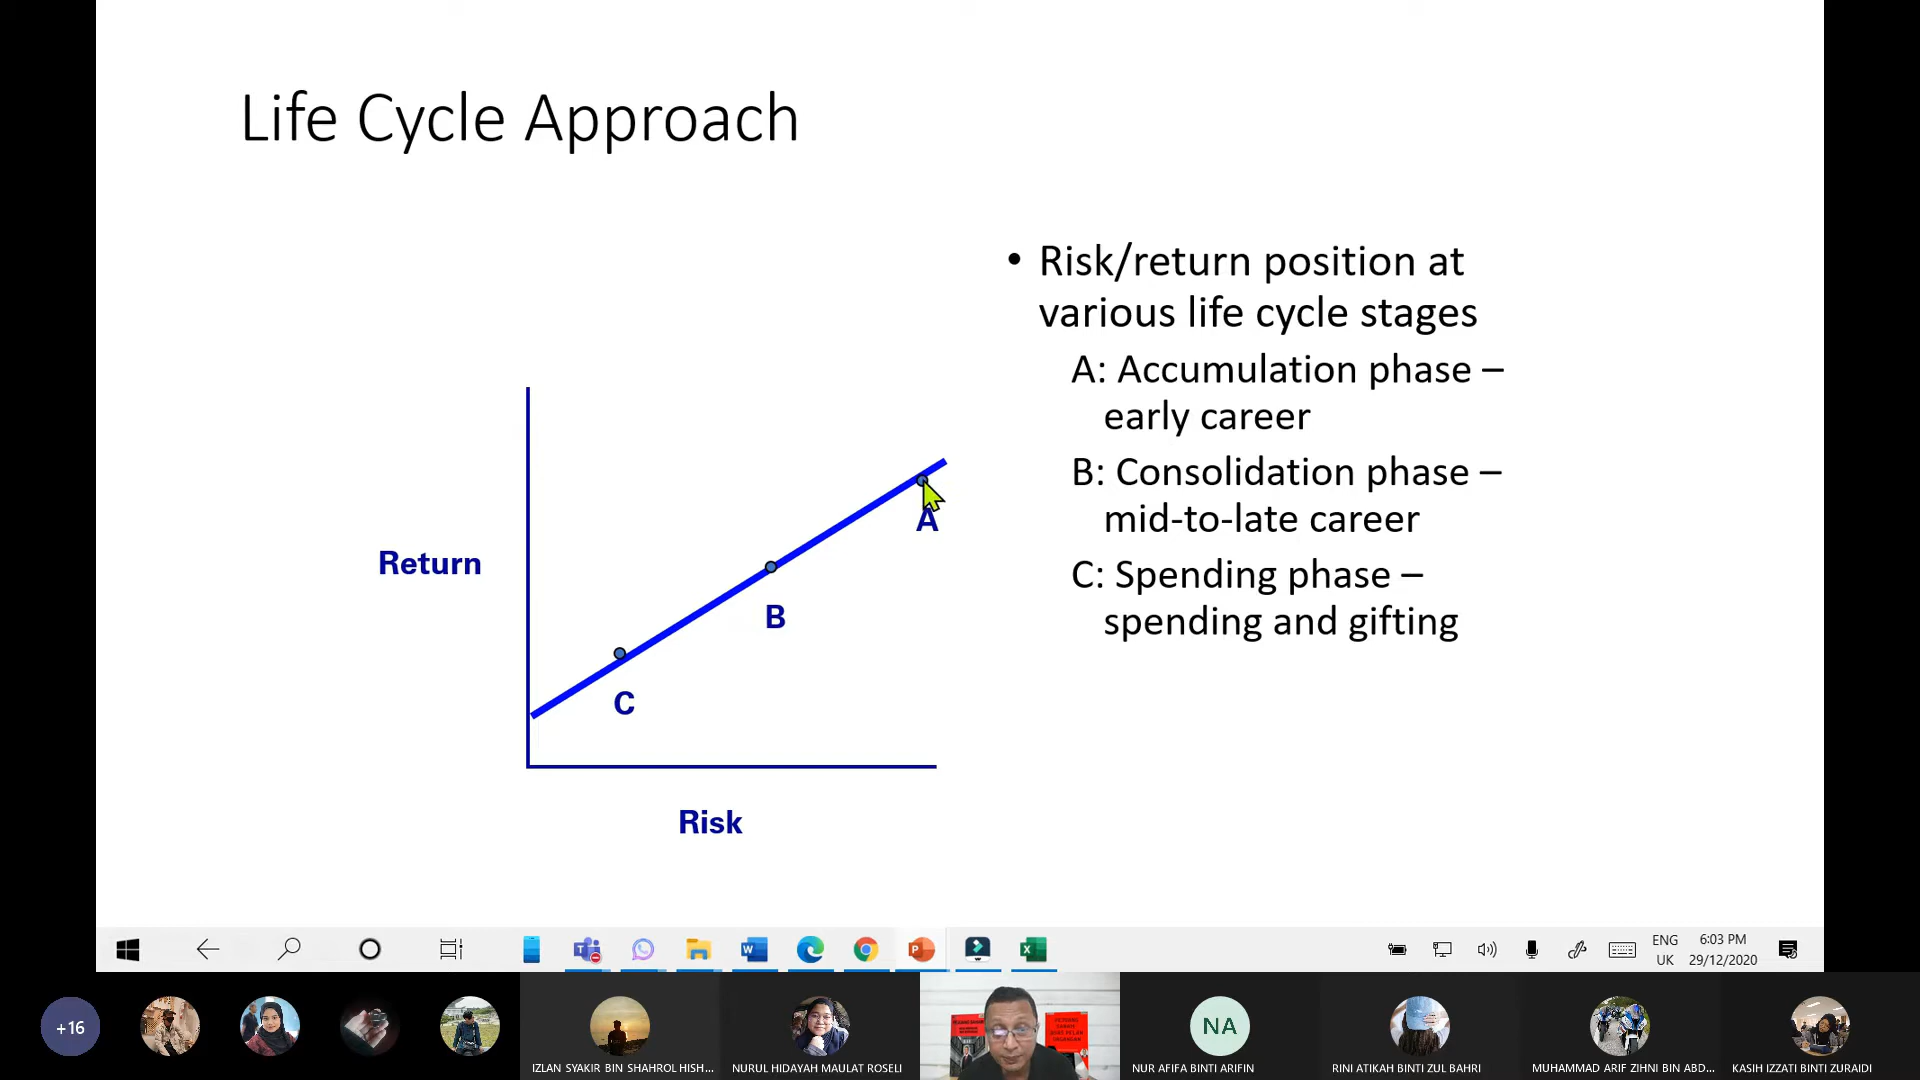 Life Cycle Approach
• Risk/return position at
various life cycle stages
A: Accumulation phase –
early career
B: Consolidation phase –
mid-to-late career
C: Spending phase –
spending and gifting
Return
A
B
C
Risk
ENG
UK
6:03 PM
29/12/2020
+16
IZLAN SYAKIR BIN SHAHROL HISH...
NURUL HIDAYAH MAULAT ROSELI
NA
NUR AFIFA BINTI ARIFIN
RINI ATIKAH BINTI ZUL BAHRI
MUHAMMAD ARIF ZIHNI BIN ABD...
KASIH IZZATI BINTI ZURAIDI